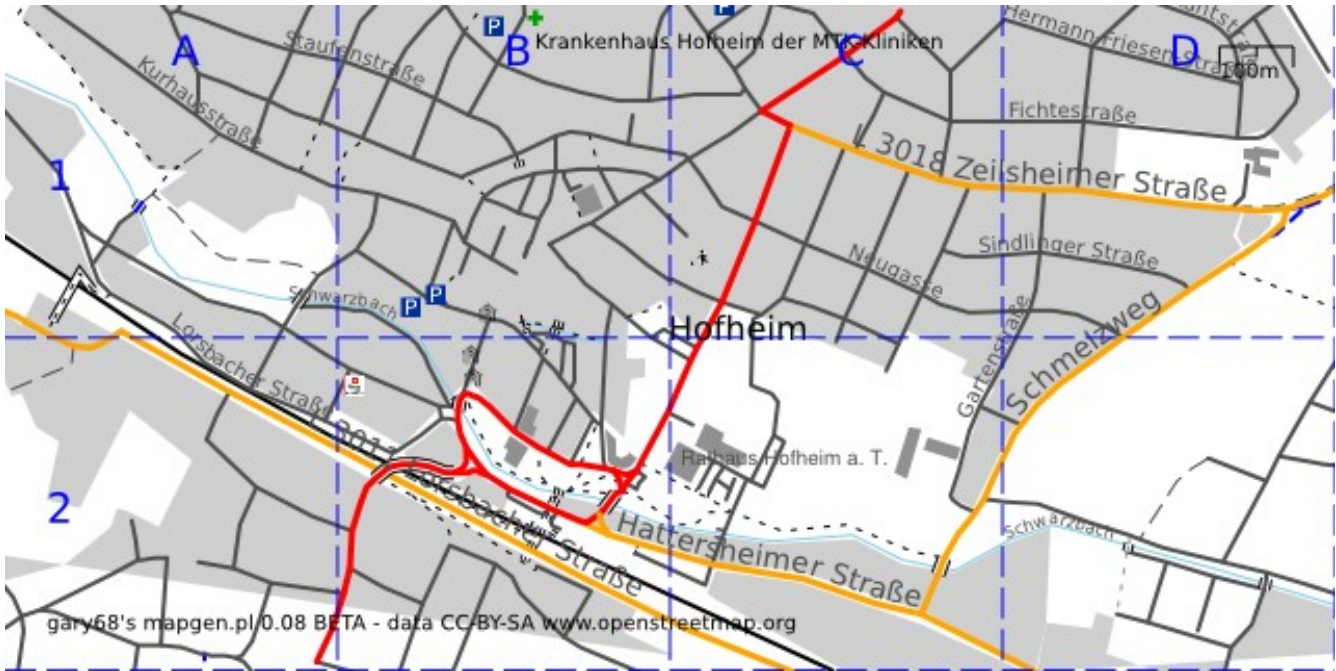 A
B
C
D
P
P
Krankenhaus Hofheim der MTK-Kliniken
Hermann-Friesen-Straße
100m
Staufenstraße
Kurhausstraße
Fichtestraße
L 3018 Zeilsheimer Straße
1
Sindlinger Straße
Neugasse
Schwarzbach
P
P
Hofheim
Schmelzweg
Gartenstraße
Lorsbacher Straße
Rathaus Hofheim a. T.
Lorsbacher Straße
2
Hattersheimer Straße
Schwarzbach
gary68's mapgen.pl 0.08 BETA - data CC-BY-SA www.openstreetmap.org